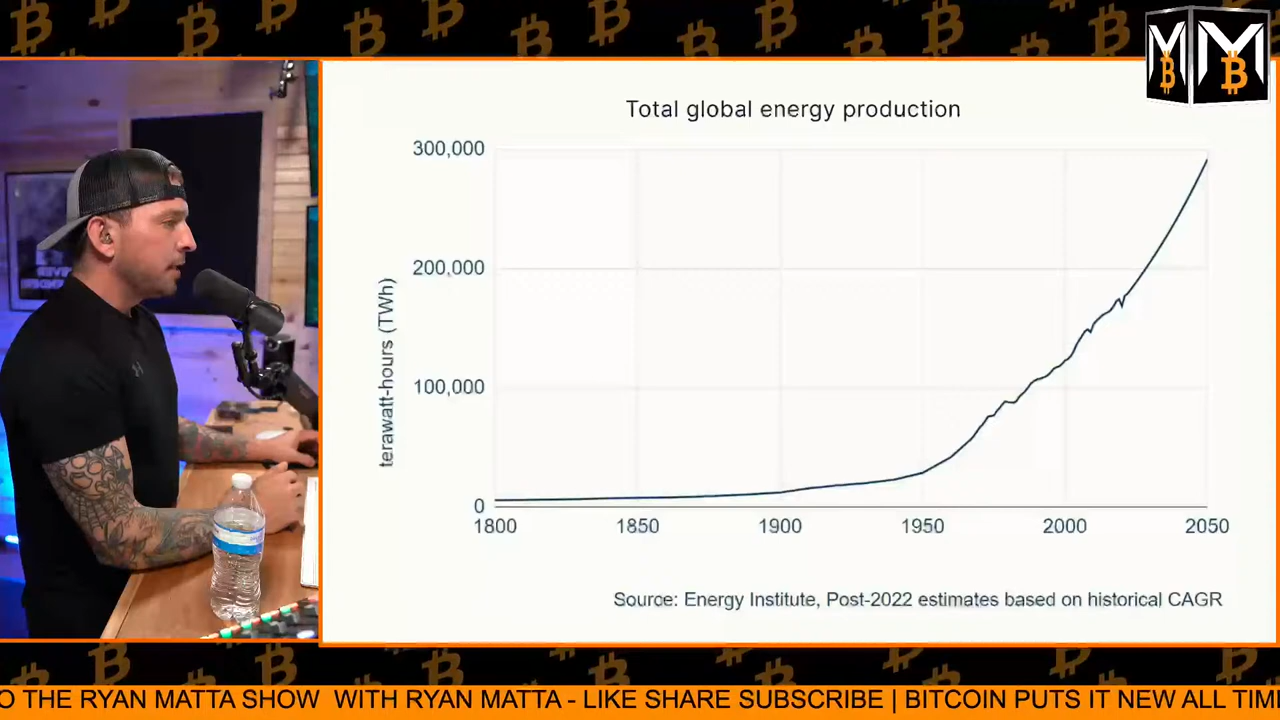 Total global energy production
300,000
200,000
100,000
0
terawatt-hours (TWh)
1800 1850 1900 1950 2000 2050
Source: Energy Institute, Post-2022 estimates based on historical CAGR
O THE RYAN MATTA SHOW WITH RYAN MATTA - LIKE SHARE SUBSCRIBE | BITCOIN PUTS IT NEW ALL TIM